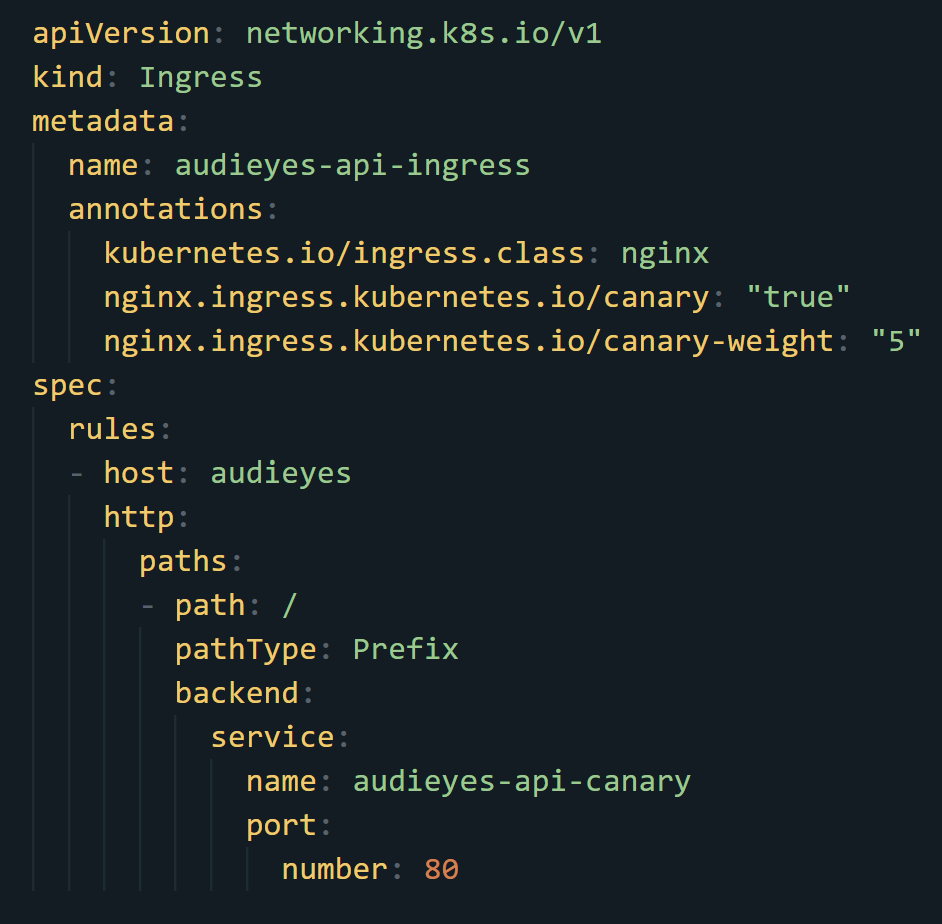 apiVersion: networking.k8s.io/v1
kind: Ingress
metadata:
  name: audieyes-api-ingress
  annotations:
    kubernetes.io/ingress.class: nginx
    nginx.ingress.kubernetes.io/canary: "true"
    nginx.ingress.kubernetes.io/canary-weight: "5"
spec:
  rules:
  - host: audieyes
    http:
      paths:
      - path: /
        pathType: Prefix
        backend:
          service:
            name: audieyes-api-canary
            port:
              number: 80